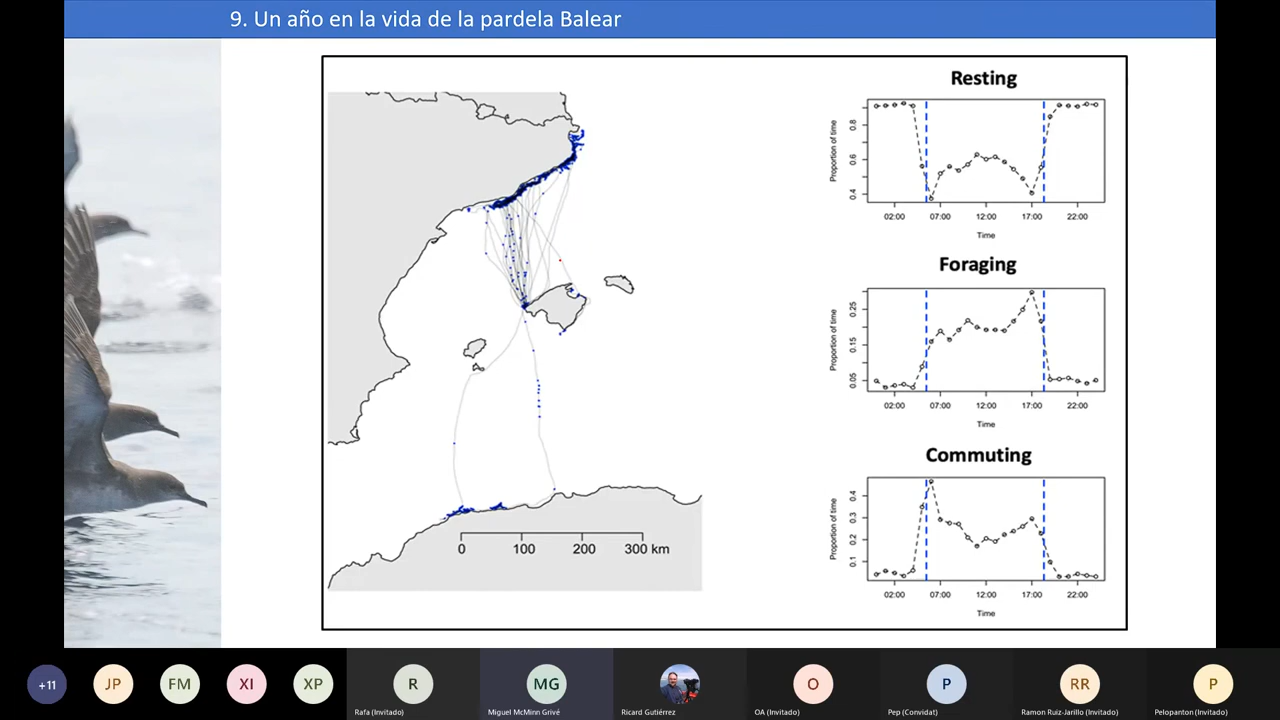 9. Un año en la vida de la pardela Balear
0 100 200 300 km
Resting
Proportion of time
0.8
0.6
0.4
02:00 07:00 12:00 17:00 22:00
Time
Foraging
Proportion of time
0.25
0.15
0.05
02:00 07:00 12:00 17:00 22:00
Time
Commuting
Proportion of time
0.4
0.3
0.2
0.1
02:00 07:00 12:00 17:00 22:00
Time
+11 JP FM XI XP R MG O P RR P
Rafa (Invitado) Miguel McMinn Grivé Ricard Gutiérrez OA (Invitado) Pep (Convidat) Ramon Ruiz-Jarillo (Invitado) Pelopanton (Invitado)